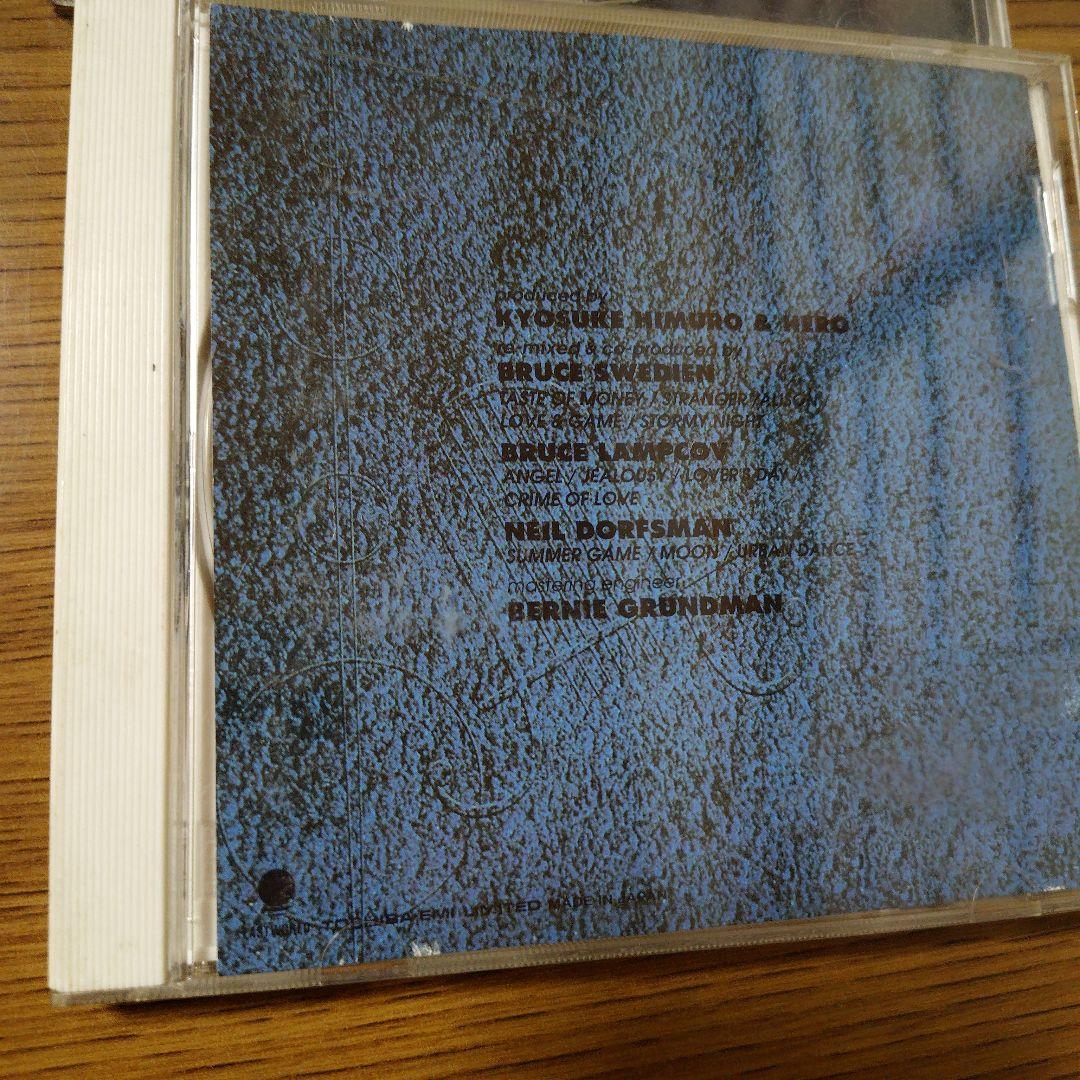 produced by
KYOSUKE HIMURO & HERO
re-mixed & co-produced by
BRUCE SWEDIEN
TASTE OF MONEY / STRANGER / ALISON
LOVE & GAME / STORMY NIGHT
BRUCE LAMPCOV
ANGEL / JEALOUSY / LOVER'S DAY /
CRIME OF LOVE
NEIL DORFSMAN
SUMMER GAME / MOON / URBAN DANCE
mastering engineer
BERNIE GRUNDMAN
EASTWORLD TOSHIBA EMI LIMITED MADE IN JAPAN